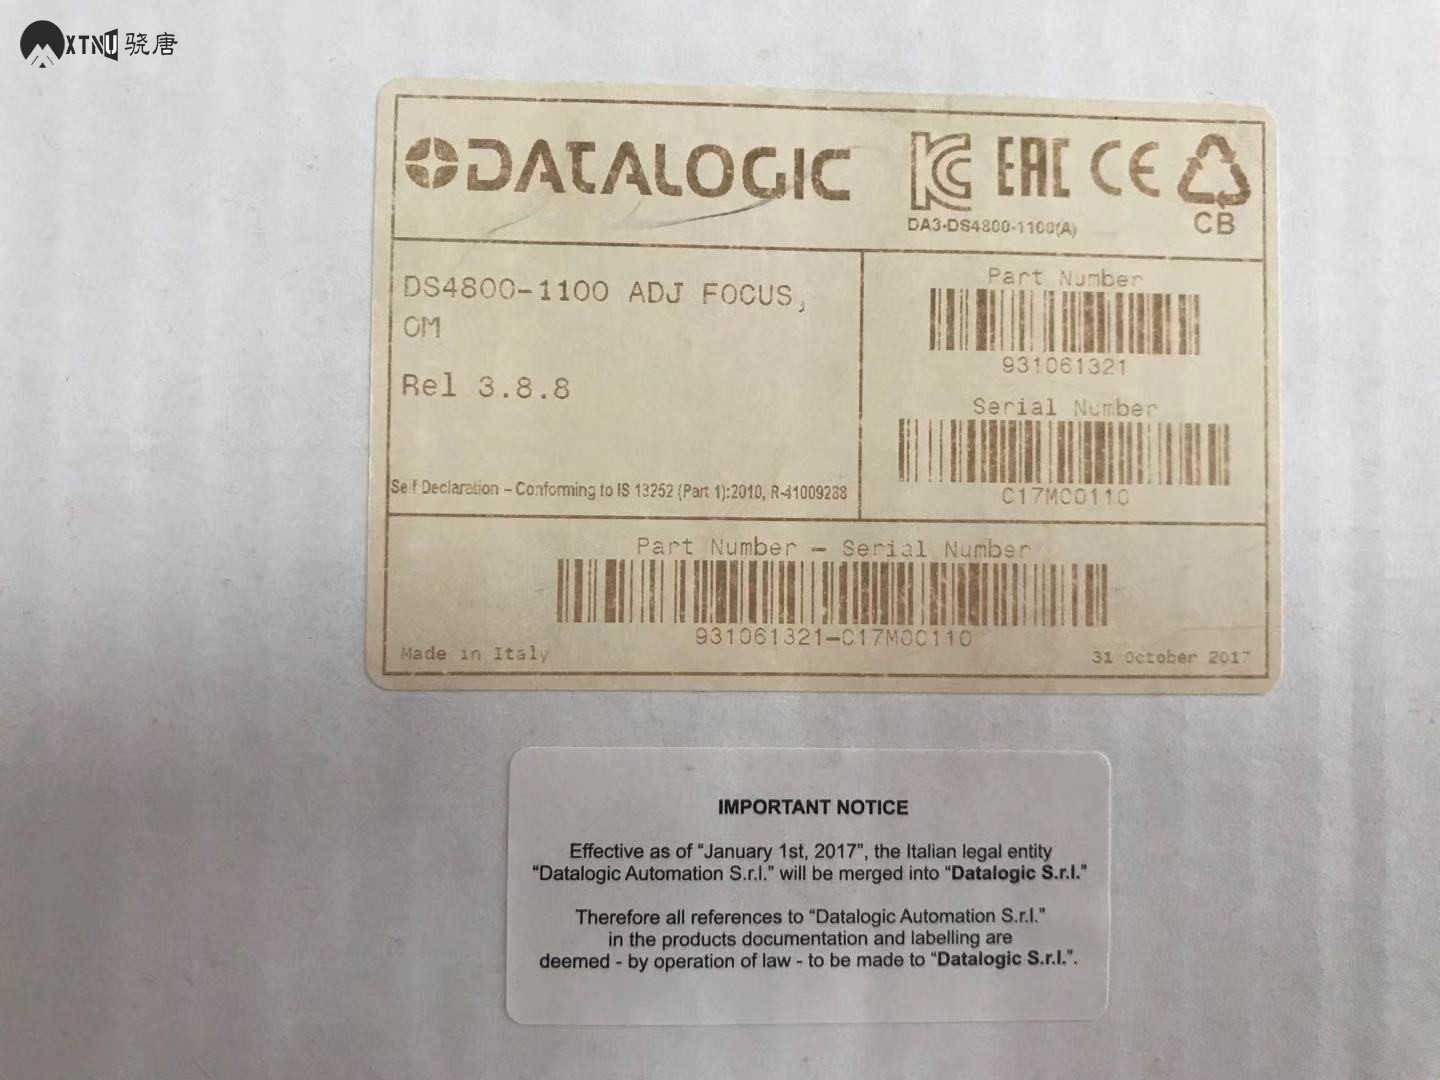 XTNU 骁唐
DATALOGIC
EAC CE
DA3-DS4800-1100(A)
CB
DS4800-1100 ADJ FOCUS,
OM
Rel 3.8.8
Self Declaration – Conforming to IS 13252 (Part 1):2010, R-41009288
Part Number
931061321
Serial Number
C17M00110
Part Number – Serial Number
931061321-C17M00110
Made in Italy
31 October 2017
IMPORTANT NOTICE
Effective as of “January 1st, 2017”, the Italian legal entity
“Datalogic Automation S.r.l.” will be merged into “Datalogic S.r.l.”
Therefore all references to “Datalogic Automation S.r.l.”
in the products documentation and labelling are
deemed - by operation of law - to be made to “Datalogic S.r.l.”.